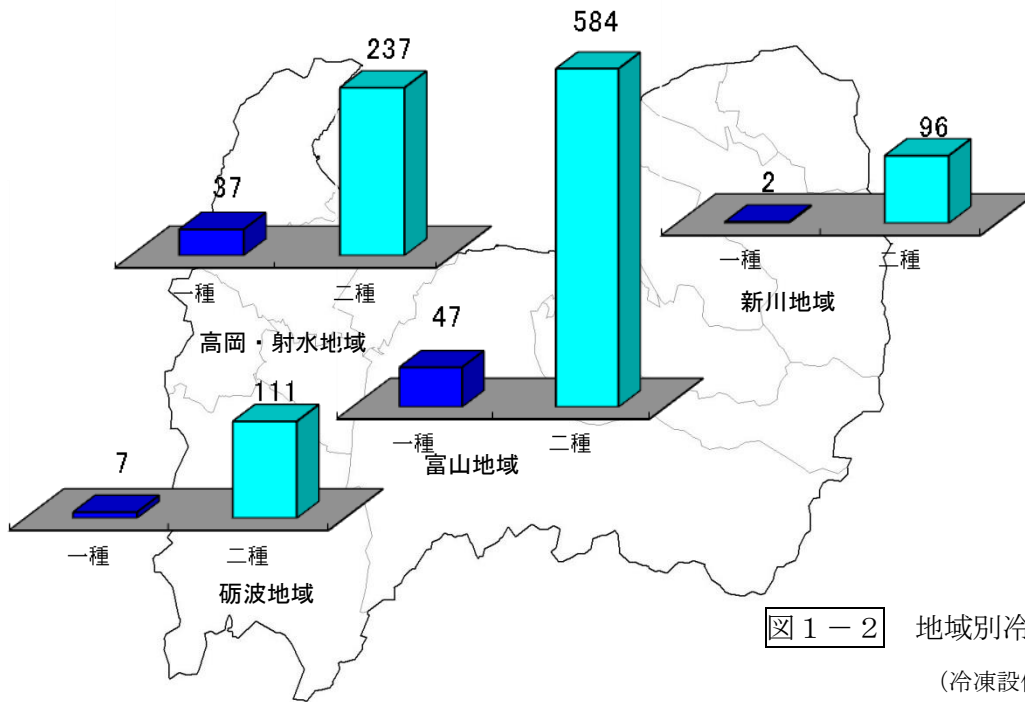 237
37
一種
二種
高岡・射水地域
584
47
一種
二種
富山地域
96
2
一種
二種
新川地域
111
7
一種
二種
砺波地域
図1-2 地域別冷
(冷凍設